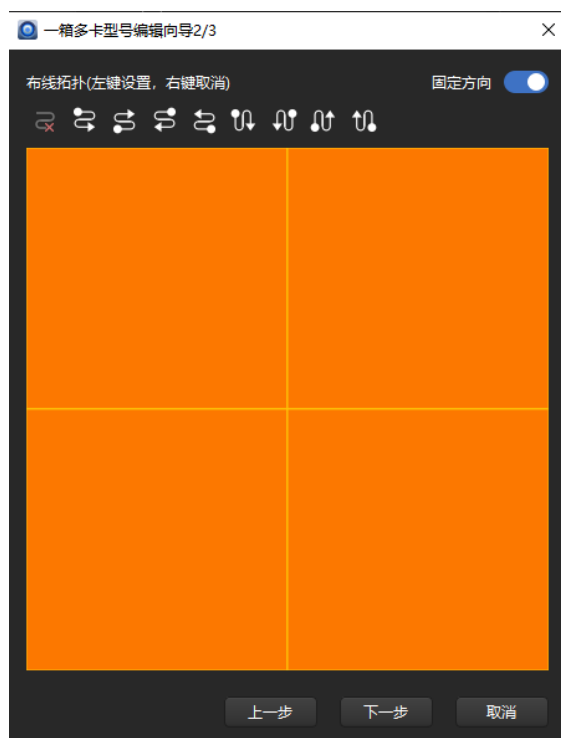 一箱多卡型号编辑向导2/3
布线拓扑(左键设置，右键取消)
固定方向
上一步
下一步
取消